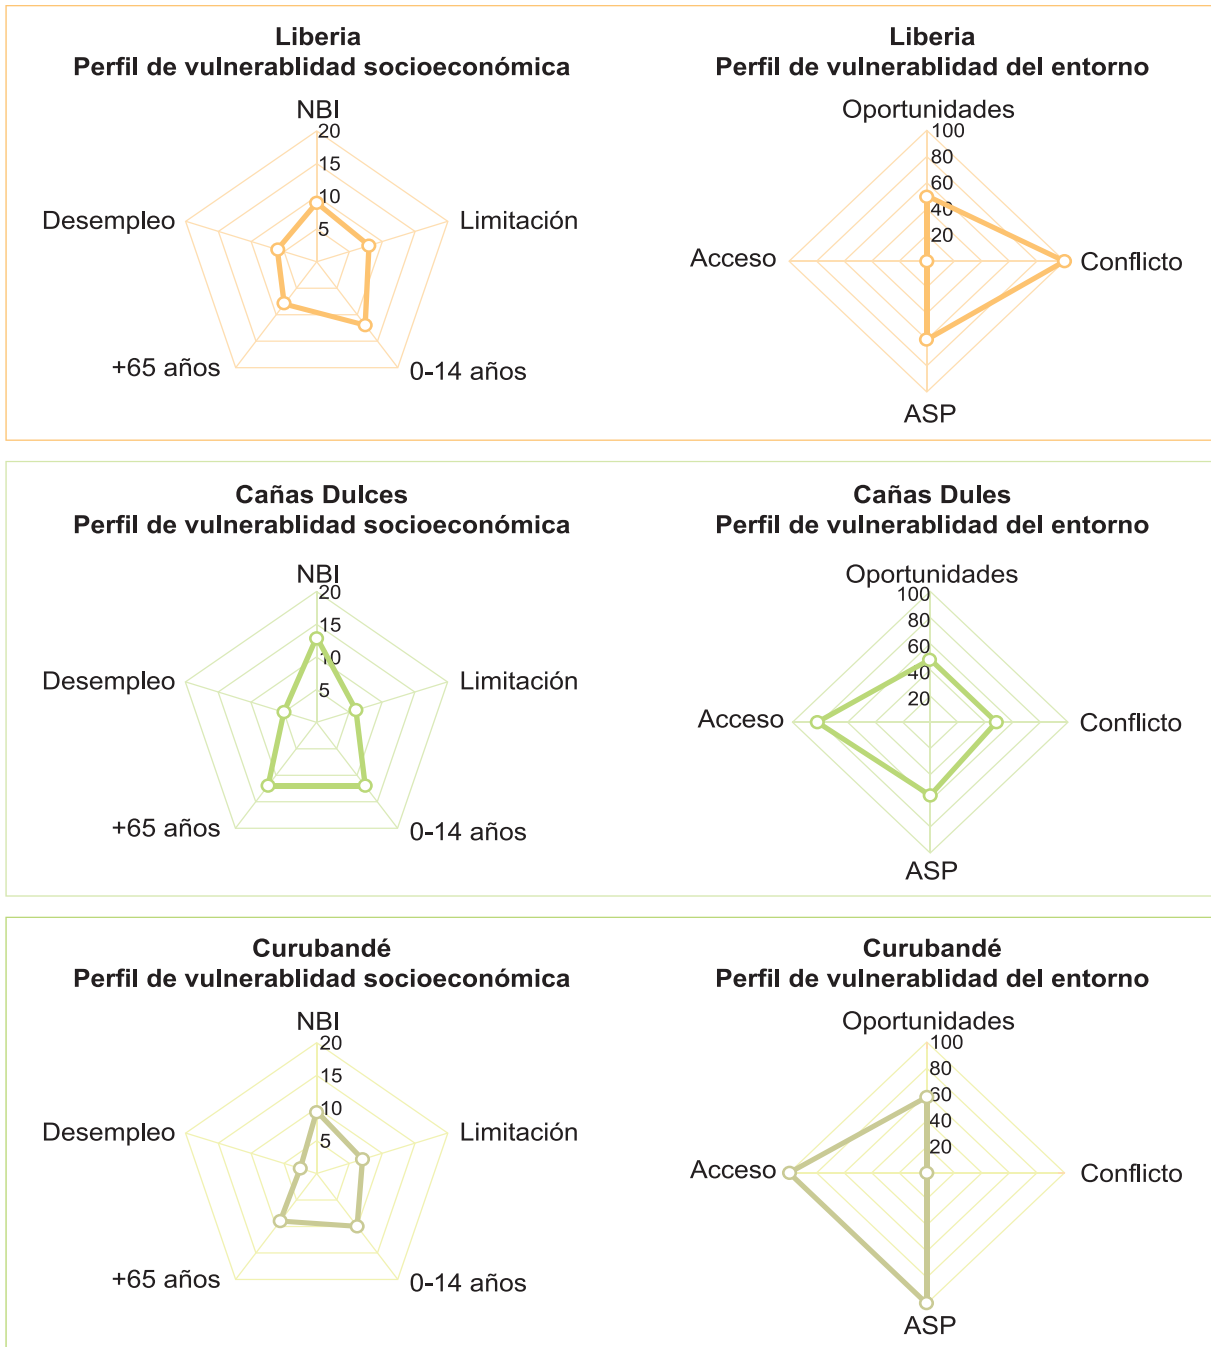 Liberia
Perfil de vulnerablidad socioeconómica
NBI
20
15
10
5
Desempleo
Limitación
+65 años
0-14 años
Liberia
Perfil de vulnerablidad del entorno
Oportunidades
100
80
60
40
20
Acceso
Conflicto
ASP
Cañas Dulces
Perfil de vulnerablidad socioeconómica
NBI
20
15
10
5
Desempleo
Limitación
+65 años
0-14 años
Cañas Dules
Perfil de vulnerablidad del entorno
Oportunidades
100
80
60
40
20
Acceso
Conflicto
ASP
Curubandé
Perfil de vulnerablidad socioeconómica
NBI
20
15
10
5
Desempleo
Limitación
+65 años
0-14 años
Curubandé
Perfil de vulnerablidad del entorno
Oportunidades
100
80
60
40
20
Acceso
Conflicto
ASP